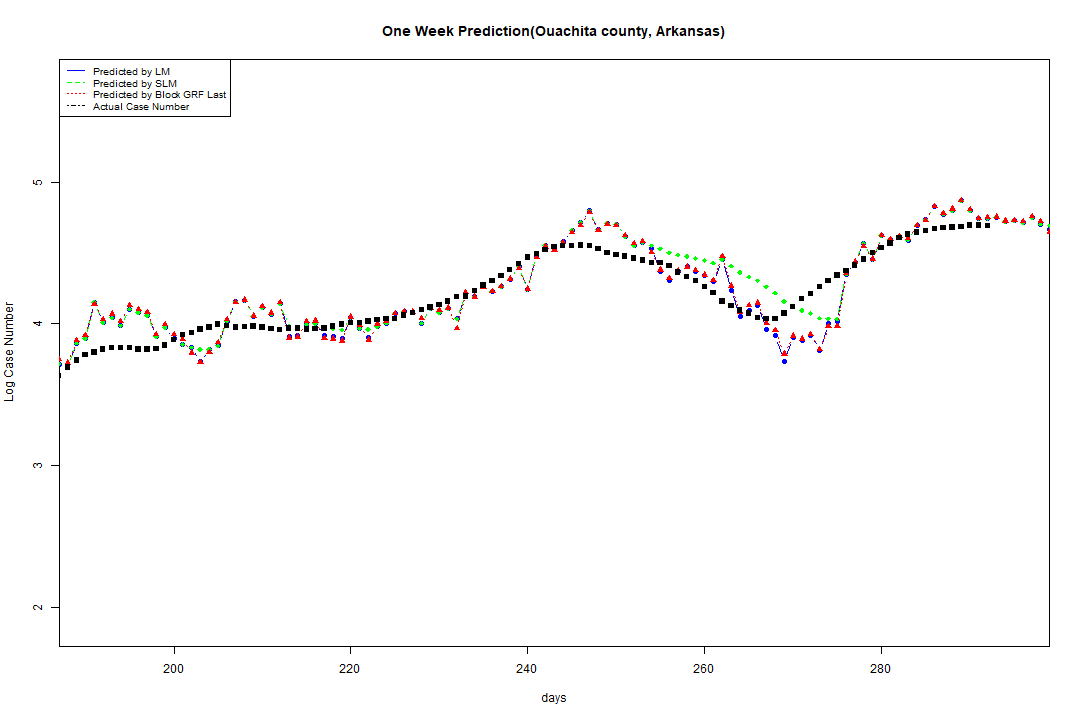 One Week Prediction(Ouachita county, Arkansas)
Predicted by LM
Predicted by SLM
Predicted by Block GRF Last
Actual Case Number
5
4
3
2
Log Case Number
200
220
240
260
280
days